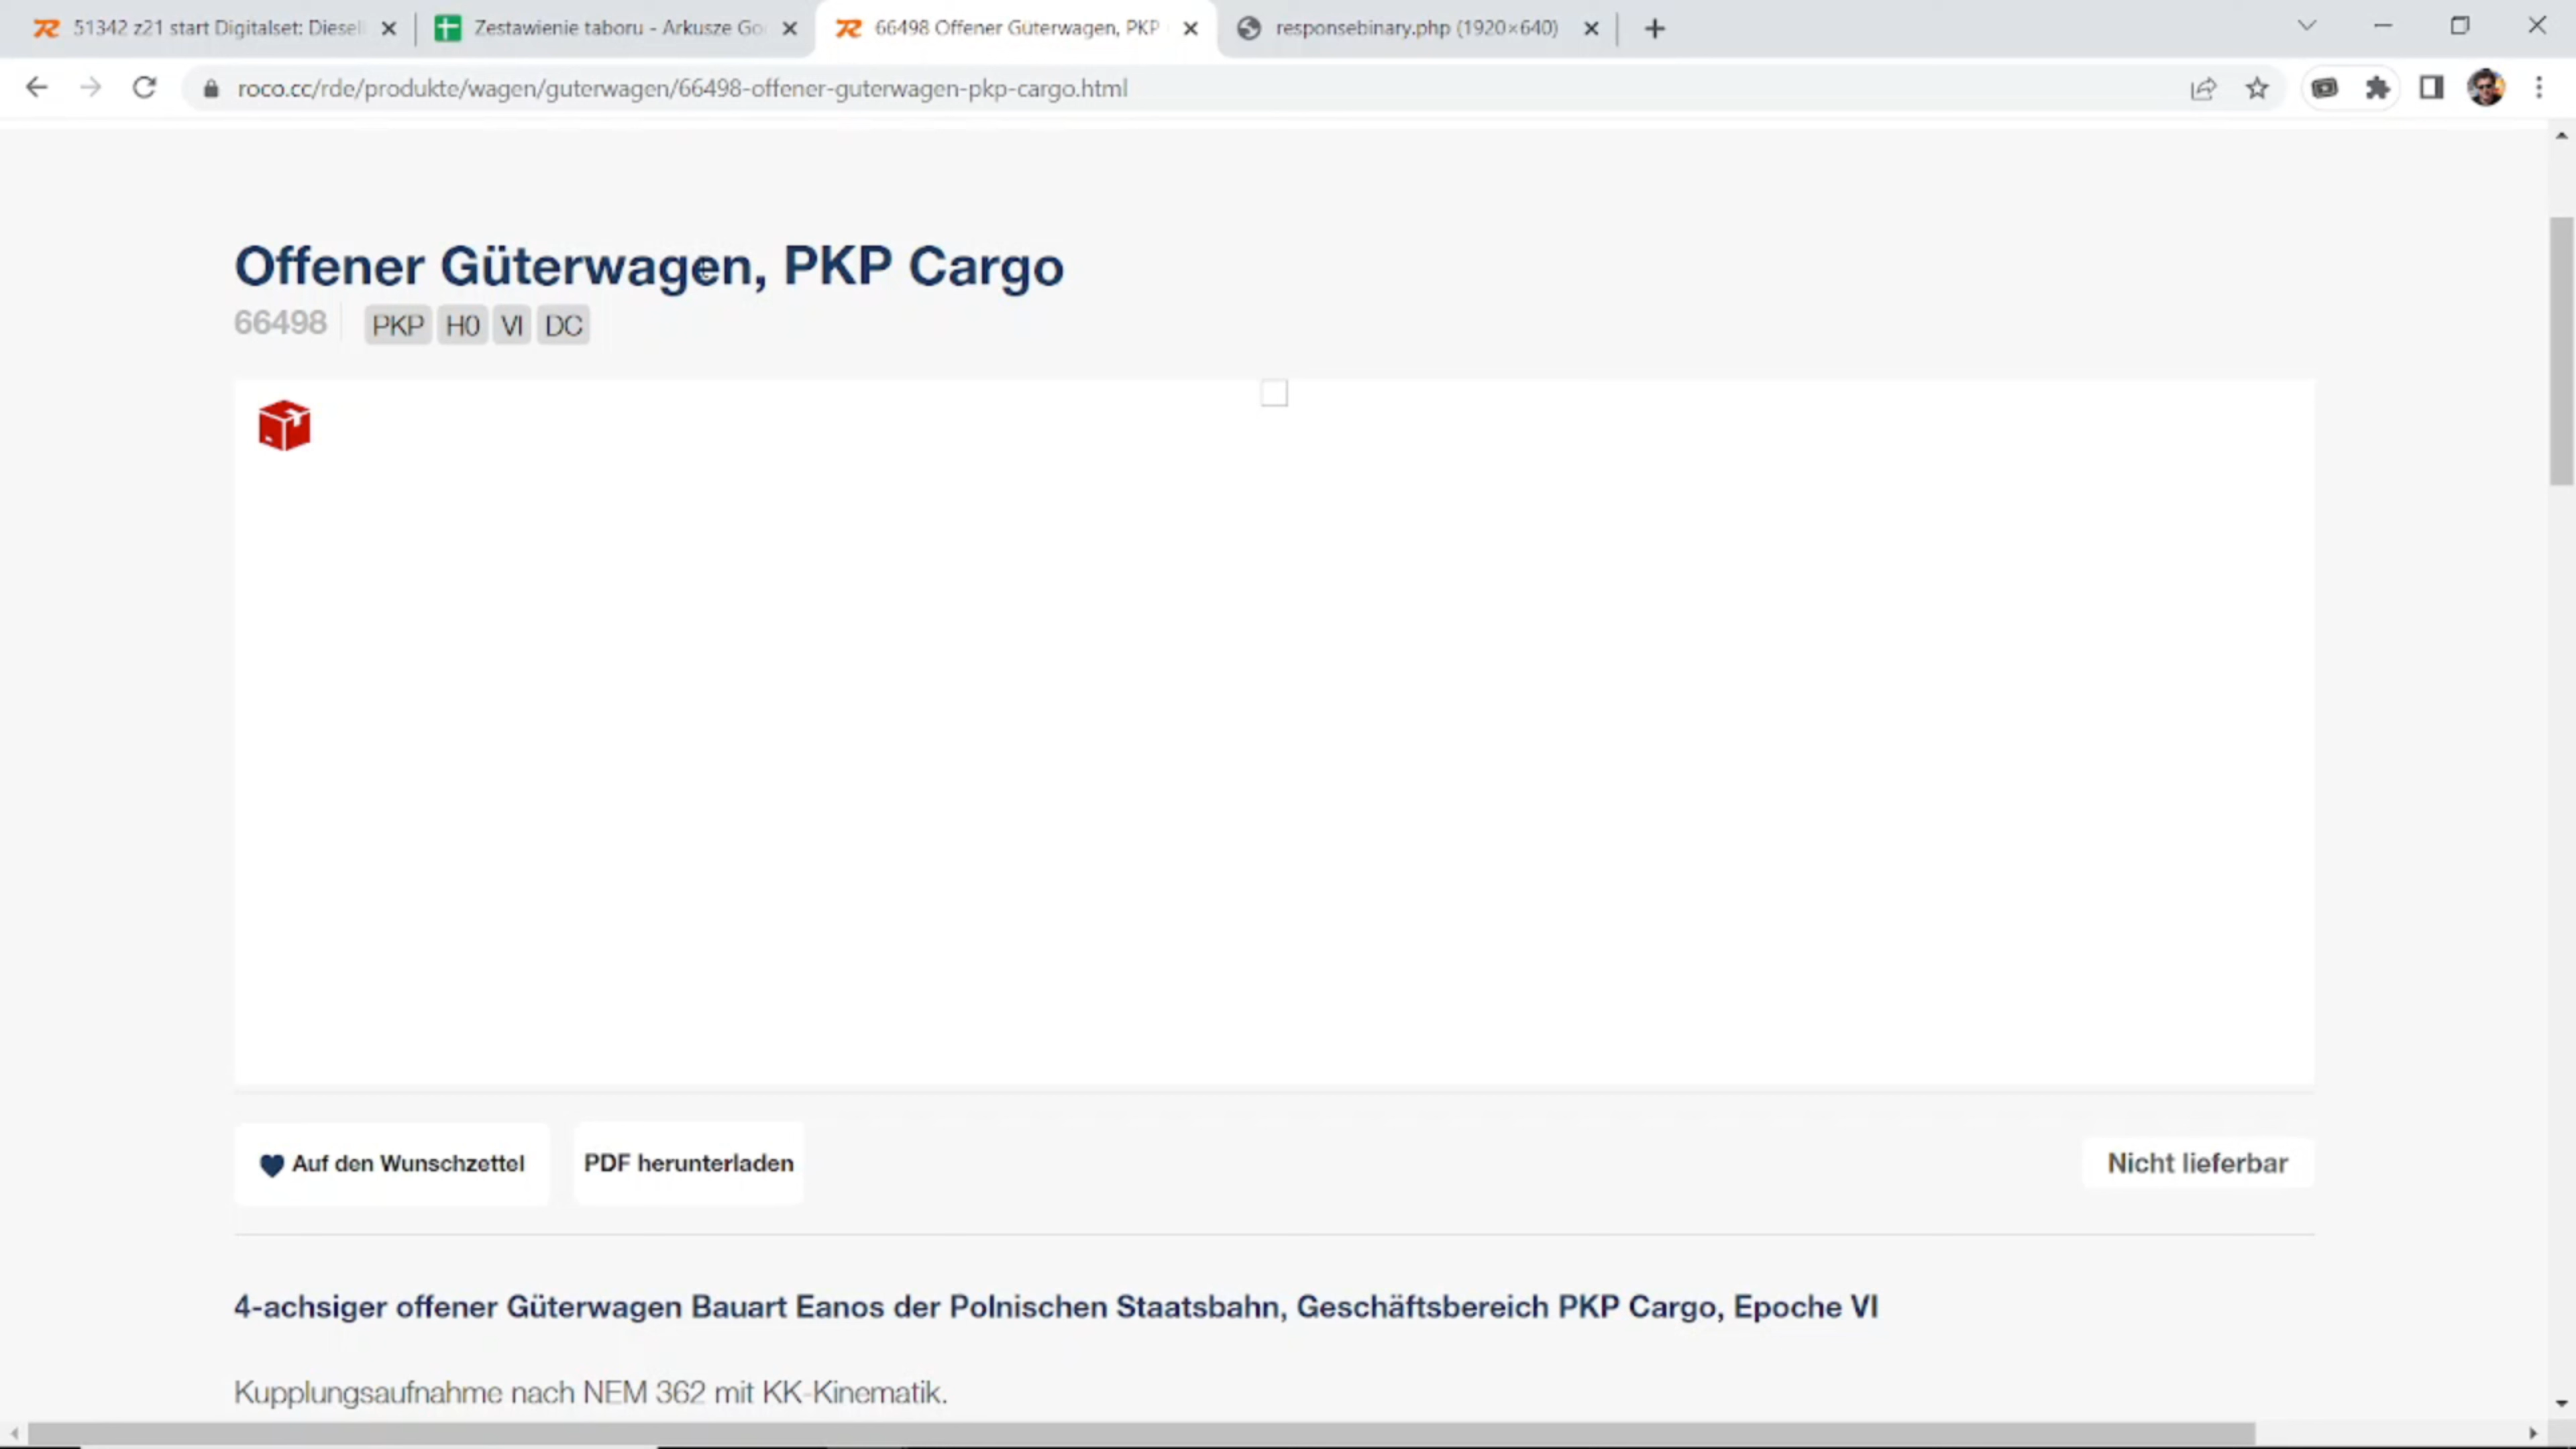 51342 z21 start Digitalset: Diesell
Zestawienie taboru - Arkusze Go
66498 Offener Güterwagen, PKP
responsebinary.php (1920×640)
roco.cc/rde/produkte/wagen/guterwagen/66498-offener-guterwagen-pkp-cargo.html
Offener Güterwagen, PKP Cargo
66498 PKP H0 VI DC
Auf den Wunschzettel PDF herunterladen Nicht lieferbar
4-achsiger offener Güterwagen Bauart Eanos der Polnischen Staatsbahn, Geschäftsbereich PKP Cargo, Epoche VI
Kupplungsaufnahme nach NEM 362 mit KK-Kinematik.